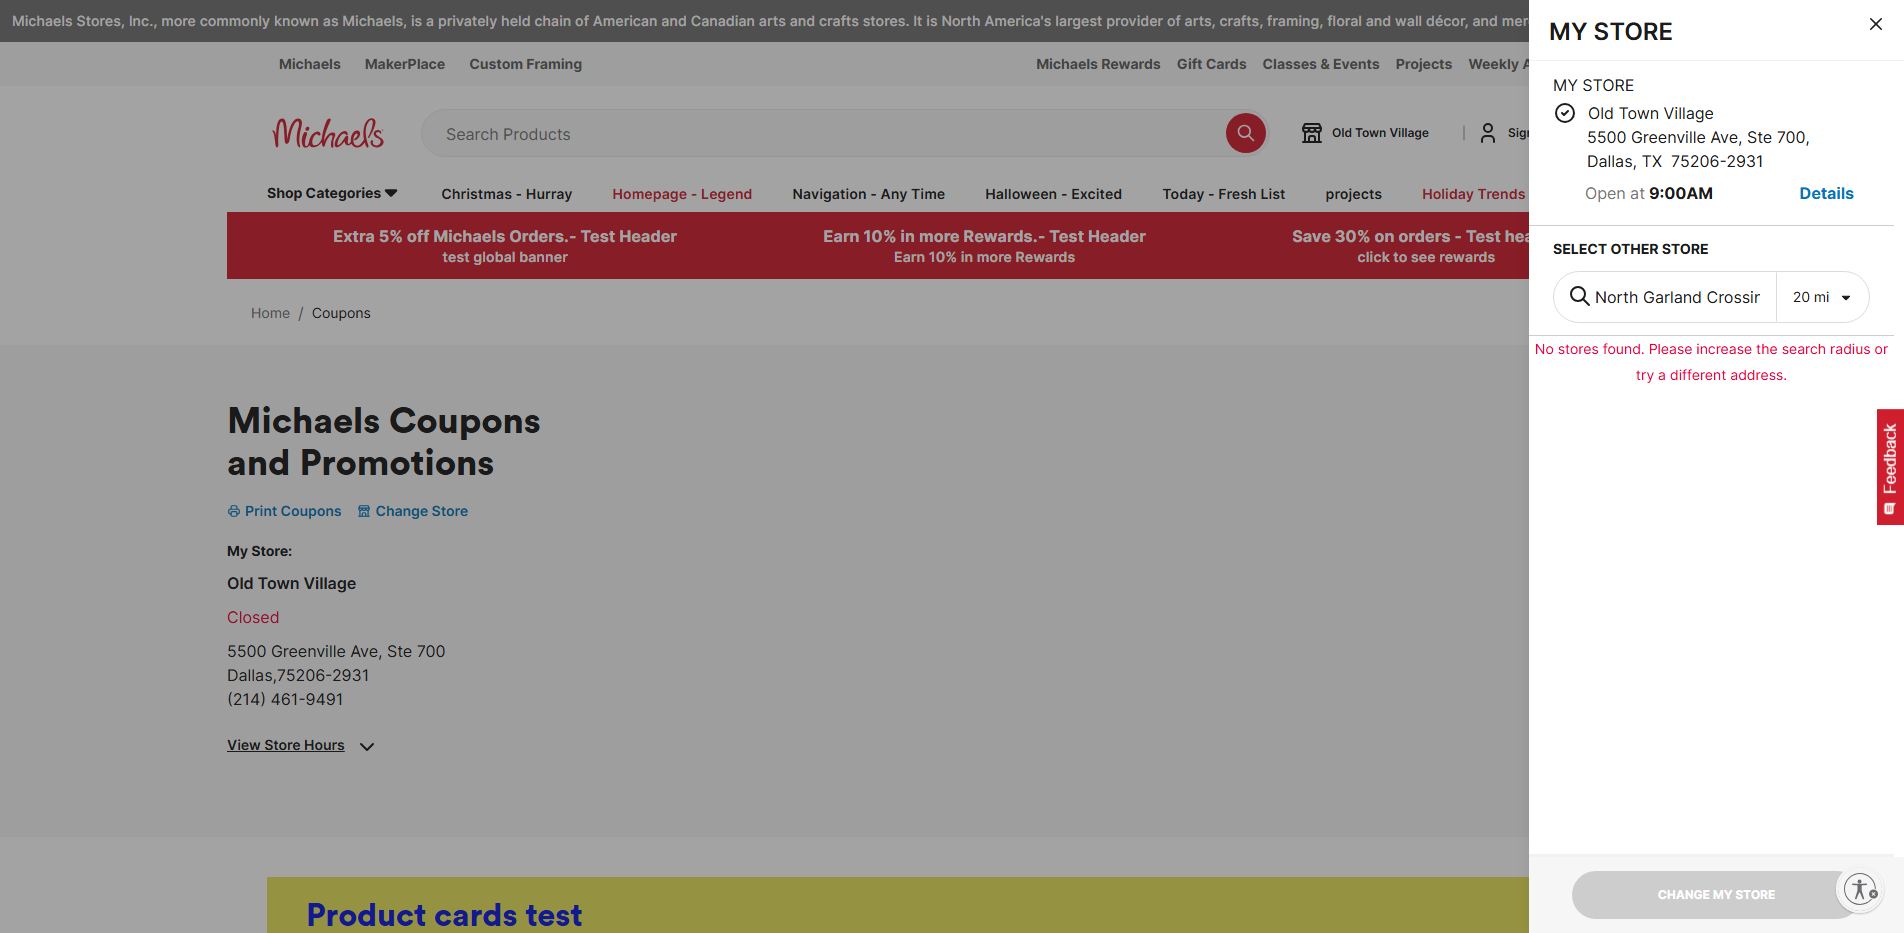 Michaels Stores, Inc., more commonly known as Michaels, is a privately held chain of American and Canadian arts and crafts stores. It is North America's largest provider of arts, crafts, framing, floral and wall décor, and
Michaels MakerPlace Custom Framing
Michaels Rewards Gift Cards Classes & Events Projects Weekly
Michaels
Search Products
Old Town Village
Shop Categories
Christmas - Hurray
Homepage - Legend
Navigation - Any Time
Halloween - Excited
Today - Fresh List
projects
Holiday Trends
Extra 5% off Michaels Orders.- Test Header
test global banner
Earn 10% in more Rewards.- Test Header
Earn 10% in more Rewards
Save 30% on orders - Test
click to see rewards
Home / Coupons
Michaels Coupons
and Promotions
Print Coupons Change Store
My Store:
Old Town Village
Closed
5500 Greenville Ave, Ste 700
Dallas,75206-2931
(214) 461-9491
View Store Hours
Product cards test
MY STORE
MY STORE
Old Town Village
5500 Greenville Ave, Ste 700,
Dallas, TX 75206-2931
Open at 9:00AM Details
SELECT OTHER STORE
North Garland Crossin
20 mi
No stores found. Please increase the search radius or
try a different address.
Feedback
CHANGE MY STORE